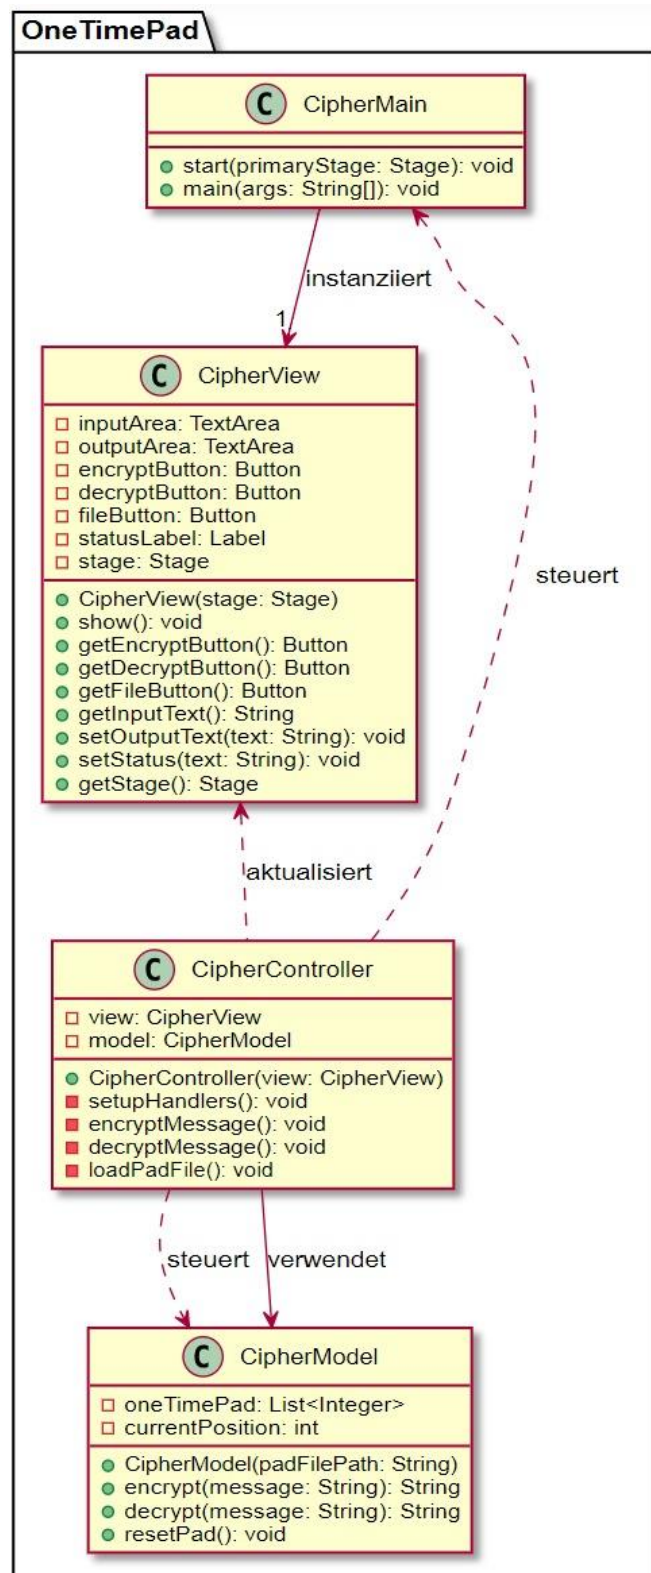 OneTimePad
C CipherMain
start(primaryStage: Stage): void
main(args: String[]): void
instanziiert
1
C CipherView
inputArea: TextArea
outputArea: TextArea
encryptButton: Button
decryptButton: Button
fileButton: Button
statusLabel: Label
stage: Stage
CipherView(stage: Stage)
show(): void
getEncryptButton(): Button
getDecryptButton(): Button
getFileButton(): Button
getInputText(): String
setOutputText(text: String): void
setStatus(text: String): void
getStage(): Stage
steuert
aktualisiert
C CipherController
view: CipherView
model: CipherModel
CipherController(view: CipherView)
setupHandlers(): void
encryptMessage(): void
decryptMessage(): void
loadPadFile(): void
steuert
verwendet
C CipherModel
oneTimePad: List<Integer>
currentPosition: int
CipherModel(padFilePath: String)
encrypt(message: String): String
decrypt(message: String): String
resetPad(): void